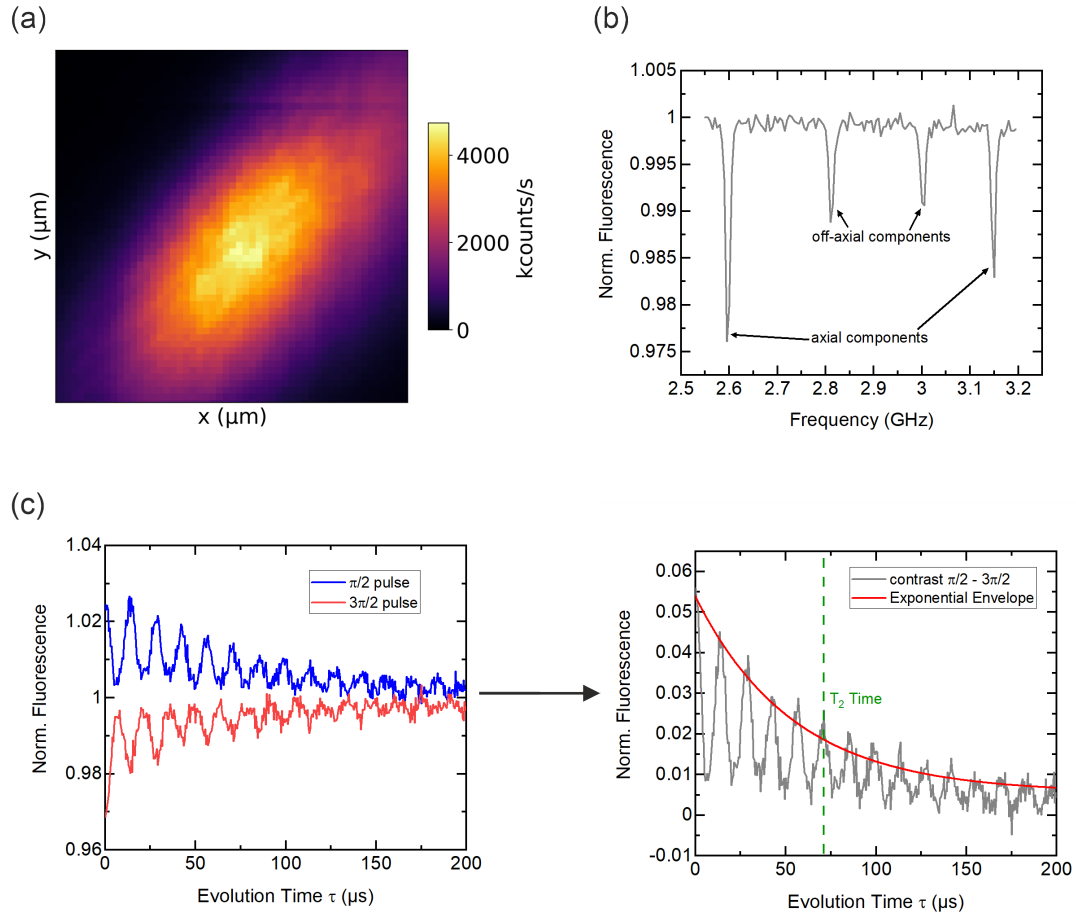 (a)
y (µm)
x (µm)
4000
2000
0
kcounts/s
(b)
1.005
1
0.995
0.99
0.985
0.98
0.975
Norm. Fluorescence
off-axial components
axial components
2.5 2.6 2.7 2.8 2.9 3 3.1 3.2
Frequency (GHz)
(c)
1.04
1.02
1
0.98
0.96
Norm. Fluorescence
π/2 pulse
3π/2 pulse
0 50 100 150 200
Evolution Time τ (µs)
0.06
0.05
0.04
0.03
0.02
0.01
0
-0.01
Norm. Fluorescence
contrast π/2 - 3π/2
Exponential Envelope
T₂ Time
0 50 100 150 200
Evolution Time τ (µs)